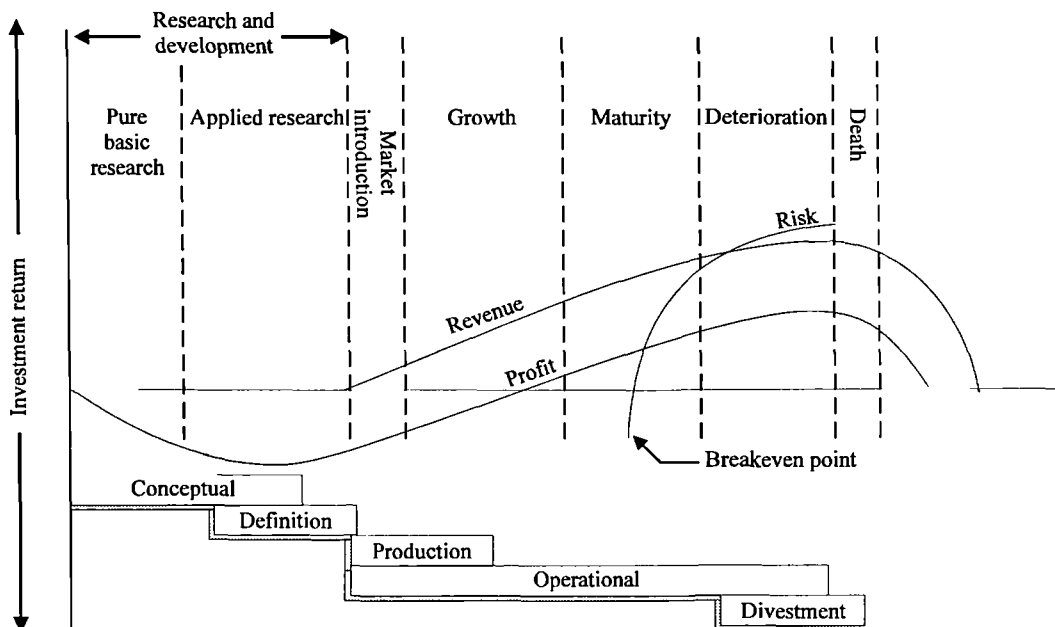 Research and
development
Pure
basic
research
Applied research
Market
introduction
Growth
Maturity
Deterioration
Death
Investment return
Risk
Revenue
Profit
Breakeven point
Conceptual
Definition
Production
Operational
Divestment